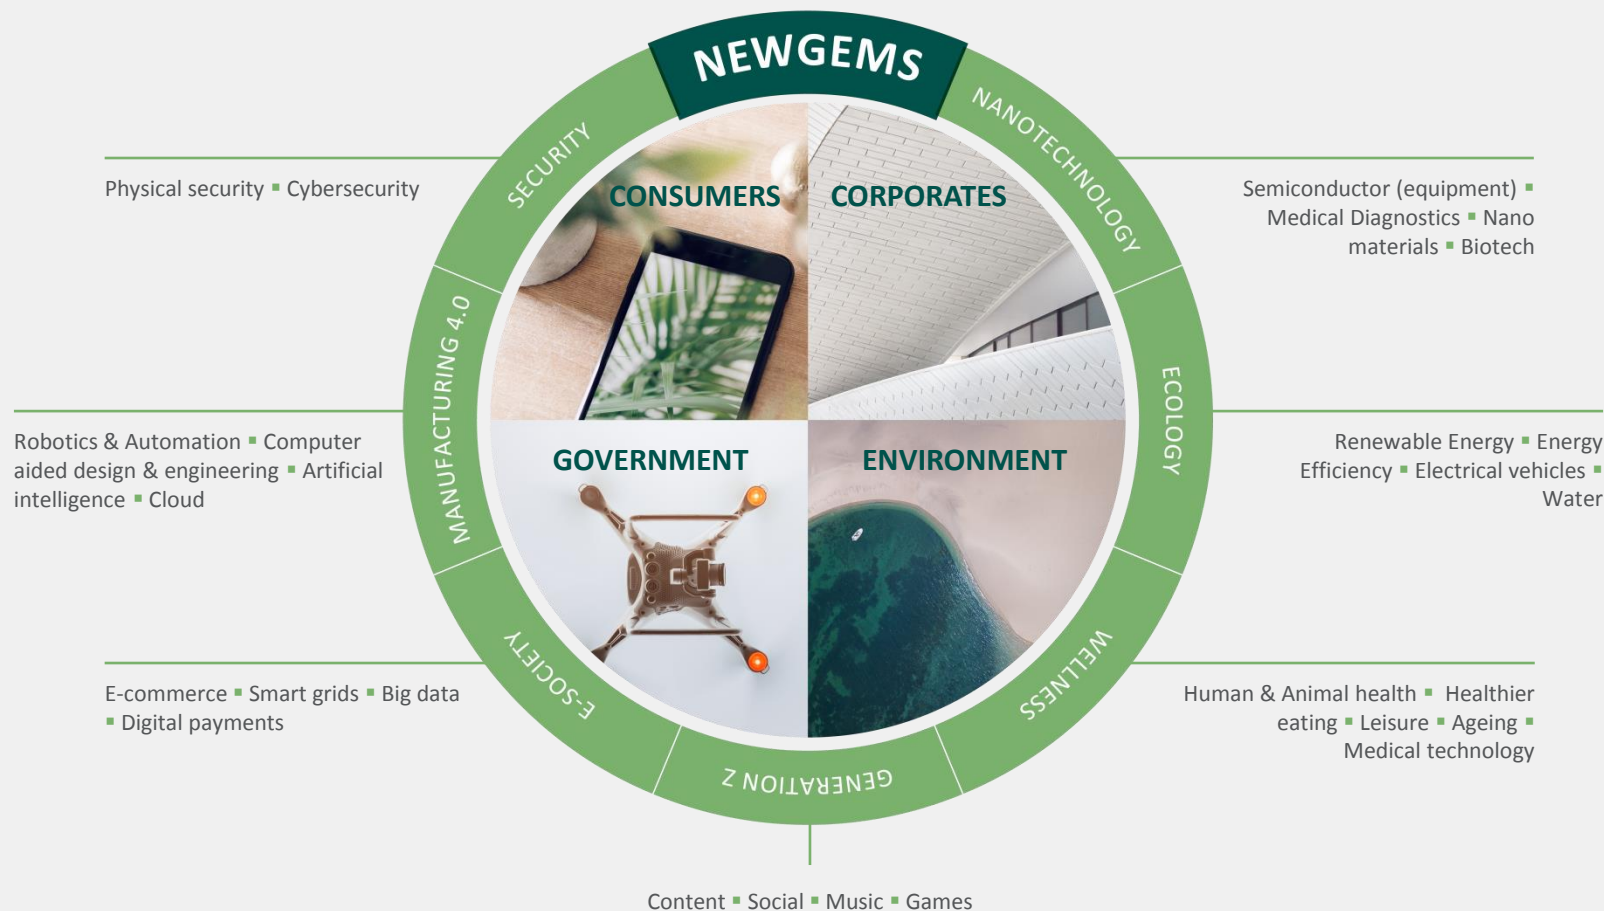 NEWGEMS
NANOTECHNOLOGY
ECOLOGY
WELLNESS
GENERATION Z
E-SOCIETY
MANUFACTURING 4.0
SECURITY
CONSUMERS
CORPORATES
GOVERNMENT
ENVIRONMENT
Physical security ▪ Cybersecurity
Semiconductor (equipment) ▪
Medical Diagnostics ▪ Nano
materials ▪ Biotech
Robotics & Automation ▪ Computer
aided design & engineering ▪ Artificial
intelligence ▪ Cloud
Renewable Energy ▪ Energy
Efficiency ▪ Electrical vehicles ▪
Water
E-commerce ▪ Smart grids ▪ Big data
▪ Digital payments
Human & Animal health ▪ Healthier
eating ▪ Leisure ▪ Ageing ▪
Medical technology
Content ▪ Social ▪ Music ▪ Games